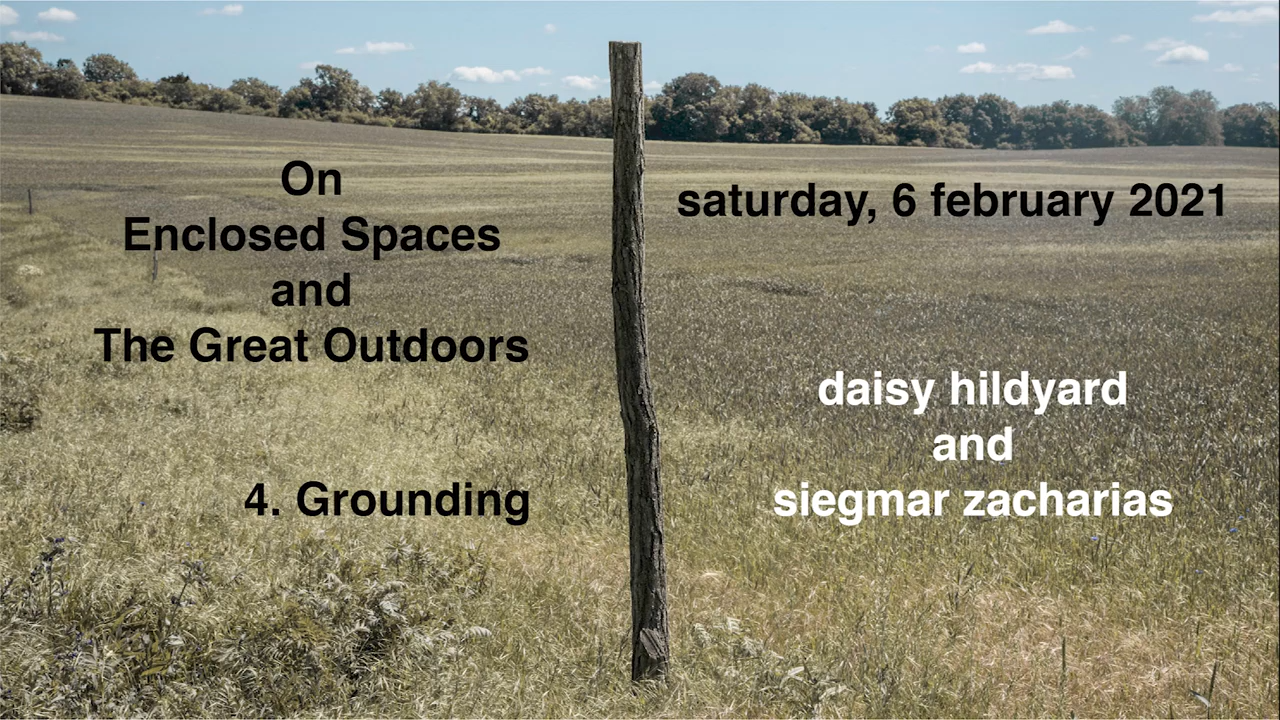 On
Enclosed Spaces
and
The Great Outdoors
4. Grounding
saturday, 6 february 2021
daisy hildyard
and
siegmar zacharias